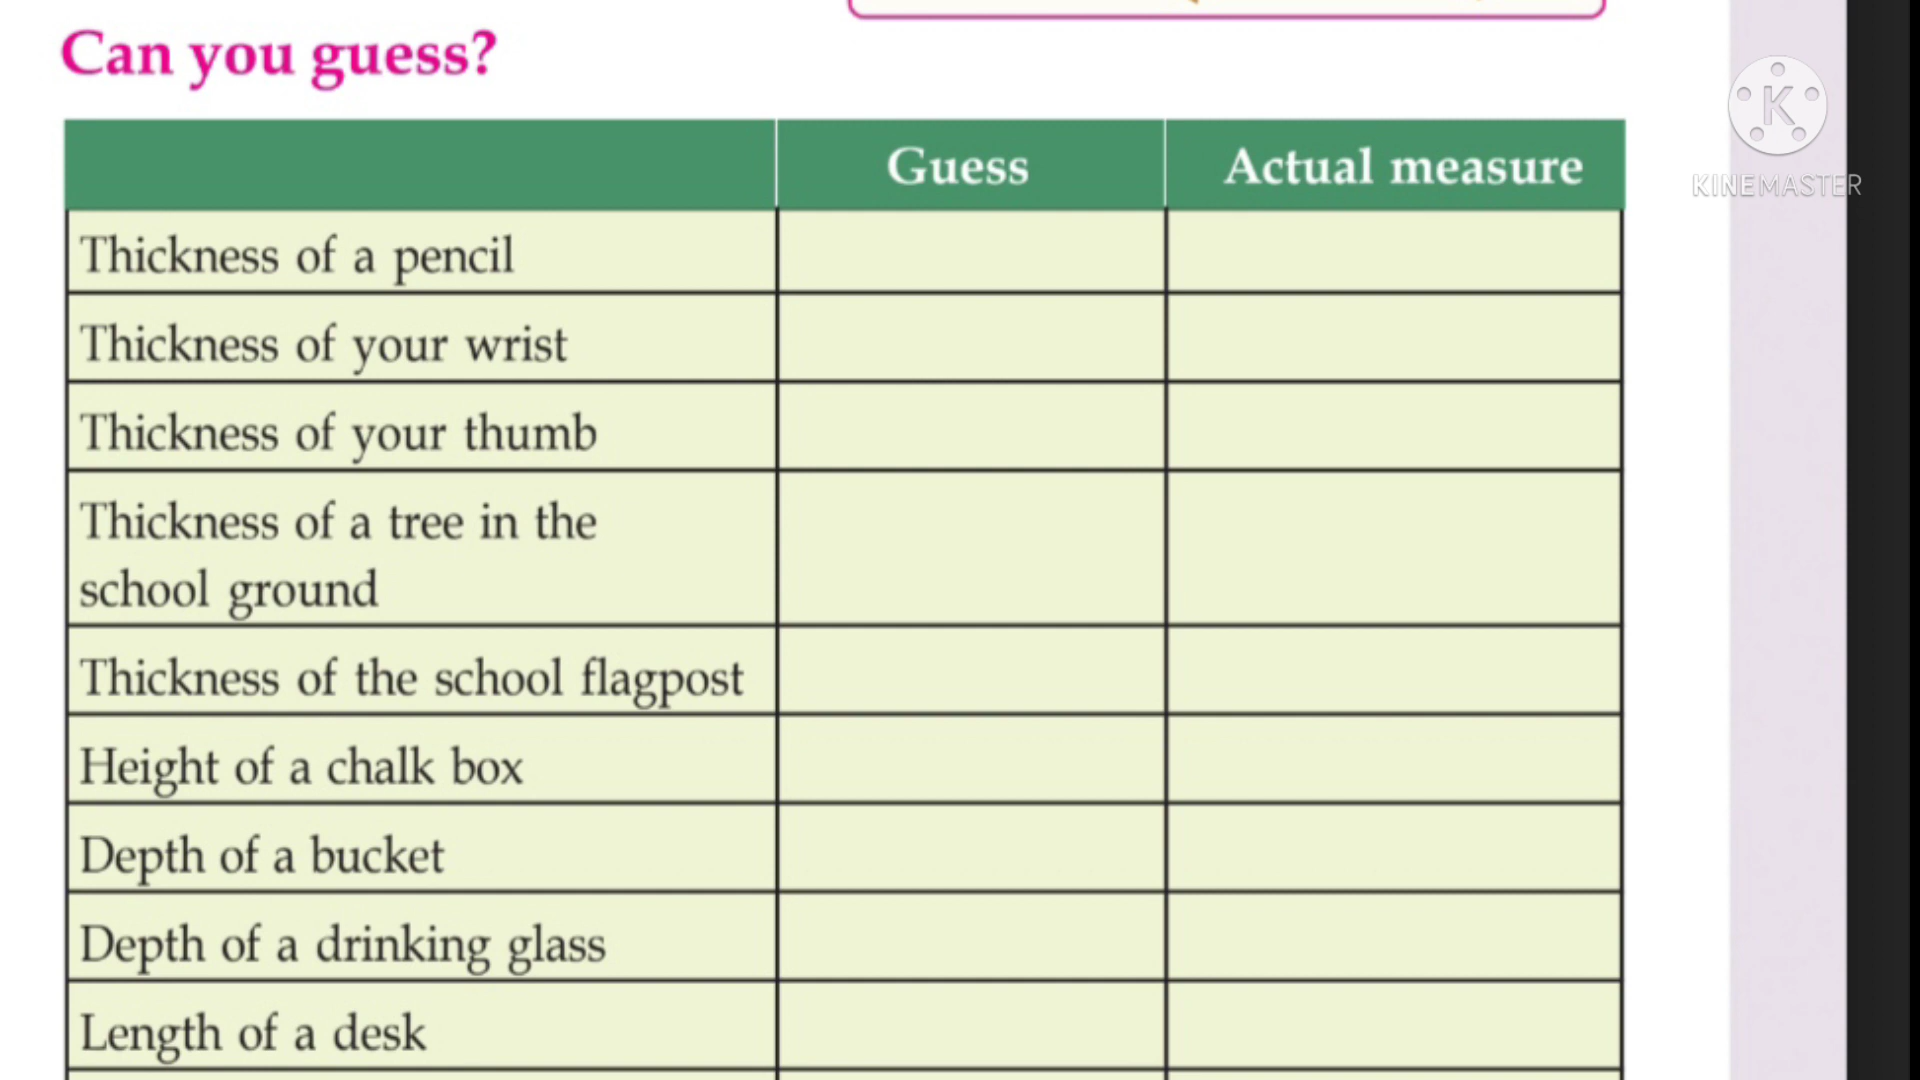 Can you guess?
Guess
Actual measure
Thickness of a pencil
Thickness of your wrist
Thickness of your thumb
Thickness of a tree in the
school ground
Thickness of the school flagpost
Height of a chalk box
Depth of a bucket
Depth of a drinking glass
Length of a desk
K
KINEMASTER